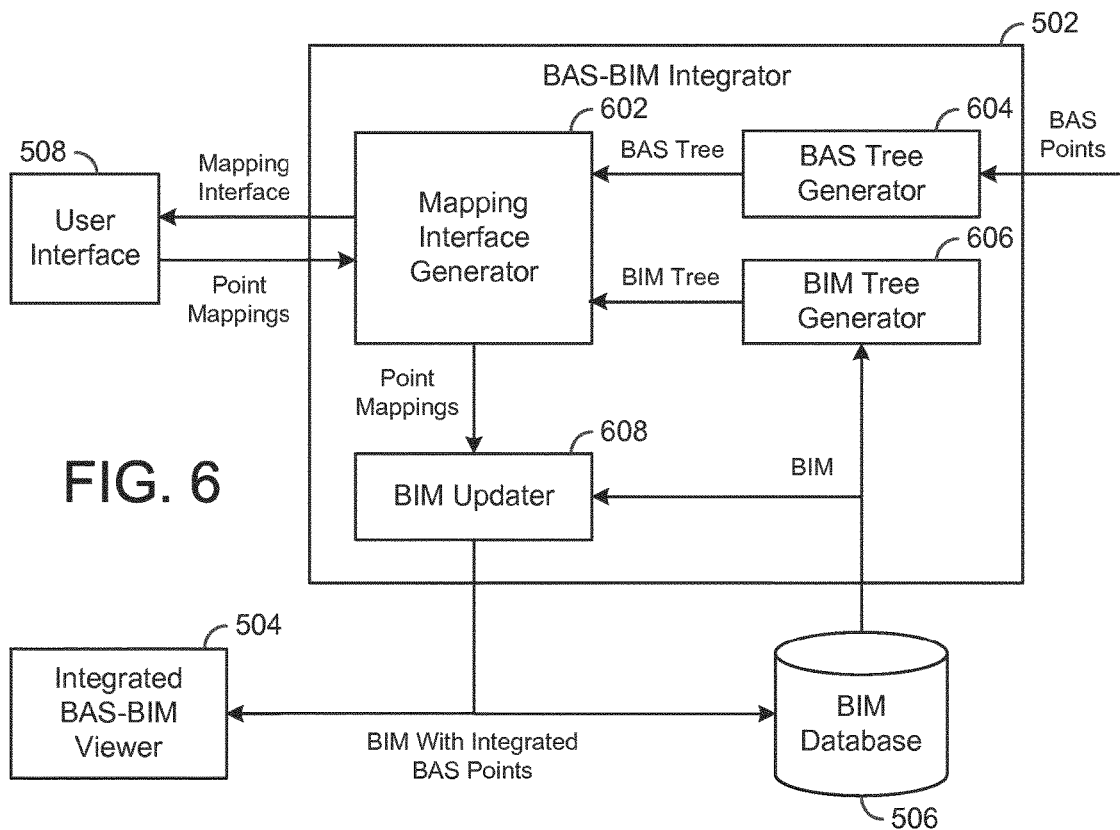 502
BAS-BIM Integrator
602
604
BAS
Points
508
Mapping
Interface
BAS Tree
BAS Tree
Generator
User
Interface
Mapping
Interface
Generator
606
Point
Mappings
BIM Tree
BIM Tree
Generator
Point
Mappings
608
FIG. 6
BIM Updater
BIM
504
Integrated
BAS-BIM
Viewer
BIM With Integrated
BAS Points
BIM
Database
506